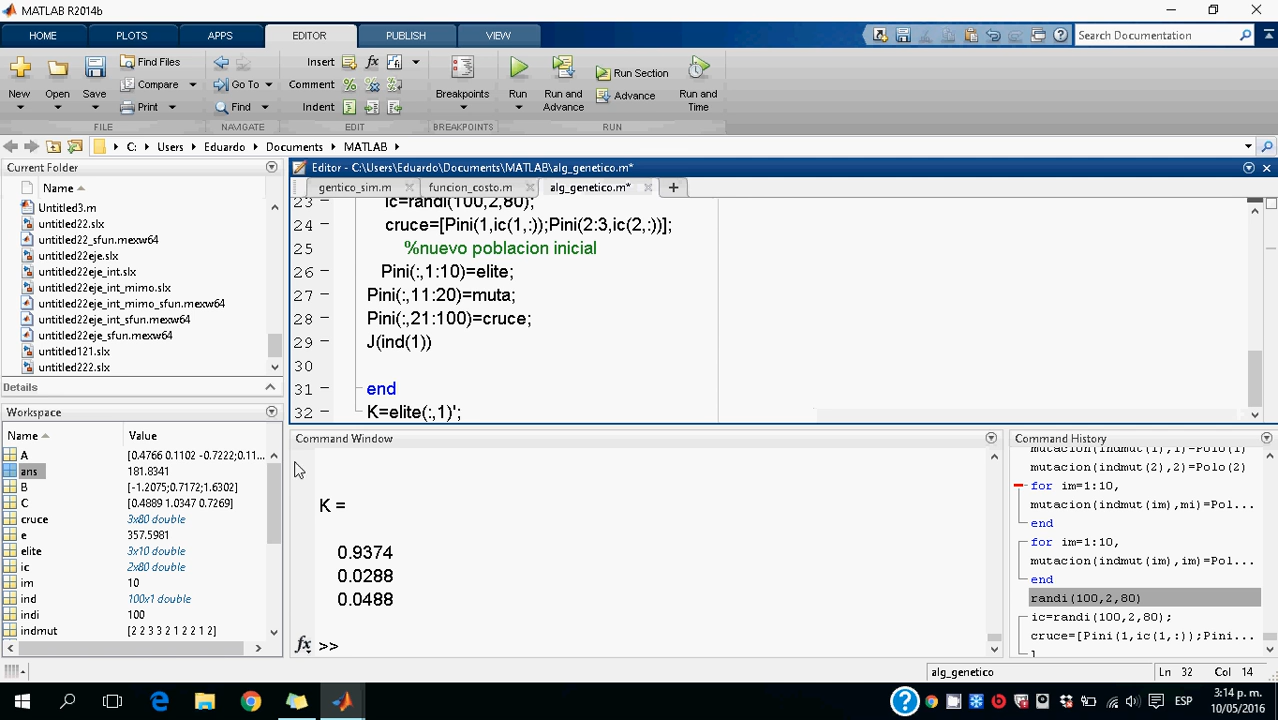 MATLAB R2014b
HOME PLOTS APPS EDITOR PUBLISH VIEW Search Documentation
New Open Save Find Files Compare Print
Go To Find
Insert fx Comment Indent
Breakpoints Run Run and Advance Run Section Advance Run and Time
FILE NAVIGATE EDIT BREAKPOINTS RUN
C: Users Eduardo Documents MATLAB
Current Folder
Name
Untitled3.m
untitled22.slx
untitled22_sfun.mexw64
untitled22eje.slx
untitled22eje_int.slx
untitled22eje_int_mimo.slx
untitled22eje_int_mimo_sfun.mexw64
untitled22eje_int_sfun.mexw64
untitled22eje_sfun.mexw64
untitled121.slx
untitled222.slx
Details
Workspace
Name Value
A [0.4766 0.1102 -0.7222;0.11...
ans 181.8341
B [-1.2075;0.7172;1.6302]
C [0.4889 1.0347 0.7269]
cruce 3x80 double
e 357.5981
elite 3x10 double
ic 2x80 double
im 10
ind 100x1 double
indi 100
indmut [2 2 3 3 2 1 2 2 1 2]
Editor - C:\Users\Eduardo\Documents\MATLAB\alg_genetico.m*
gentico_sim.m funcion_costo.m alg_genetico.m*
23 ic=randi(100,2,80);
24 cruce=[Pini(1,ic(1,:));Pini(2:3,ic(2,:))];
25 %nuevo poblacion inicial
26 Pini(:,1:10)=elite;
27 Pini(:,11:20)=muta;
28 Pini(:,21:100)=cruce;
29 J(ind(1))
30
31 end
32 K=elite(:,1)';
Command Window
K =
0.9374
0.0288
0.0488
fx >>
Command History
mutacion(indmut(1),1)=Polo(1)
mutacion(indmut(2),2)=Polo(2)
for im=1:10,
mutacion(indmut(im),mi)=Pol...
end
for im=1:10,
mutacion(indmut(im),im)=Pol...
end
randi(100,2,80)
ic=randi(100,2,80);
cruce=[Pini(1,ic(1,:));Pini...
alg_genetico Ln 32 Col 14
ESP
3:14 p. m.
10/05/2016